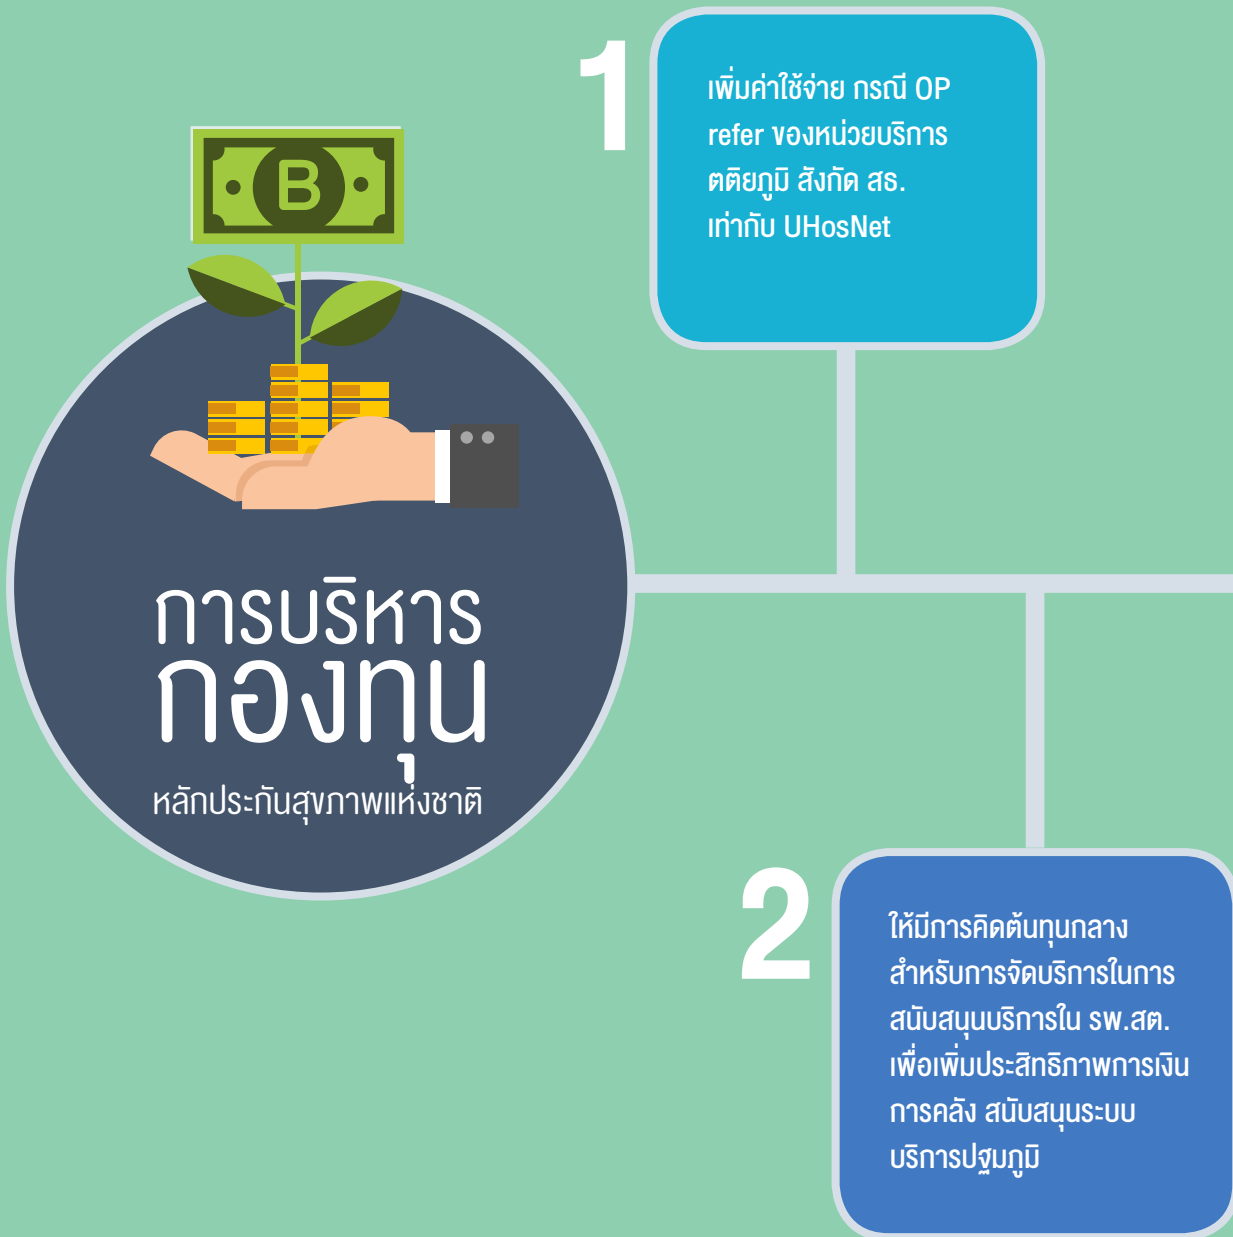 1
เพิ่มค่าใช้จ่าย กรณี OP
refer ของหน่วยบริการ
ตติยภูมิ สังกัด สธ.
เท่ากับ UHosNet
B
การบริหาร
กองทุน
หลักประกันสุขภาพแห่งชาติ
2
ให้มีการคิดต้นทุนกลาง
สำหรับการจัดบริการในการ
สนับสนุนบริการใน รพ.สต.
เพื่อเพิ่มประสิทธิภาพการเงิน
การคลัง สนับสนุนระบบ
บริการปฐมภูมิ